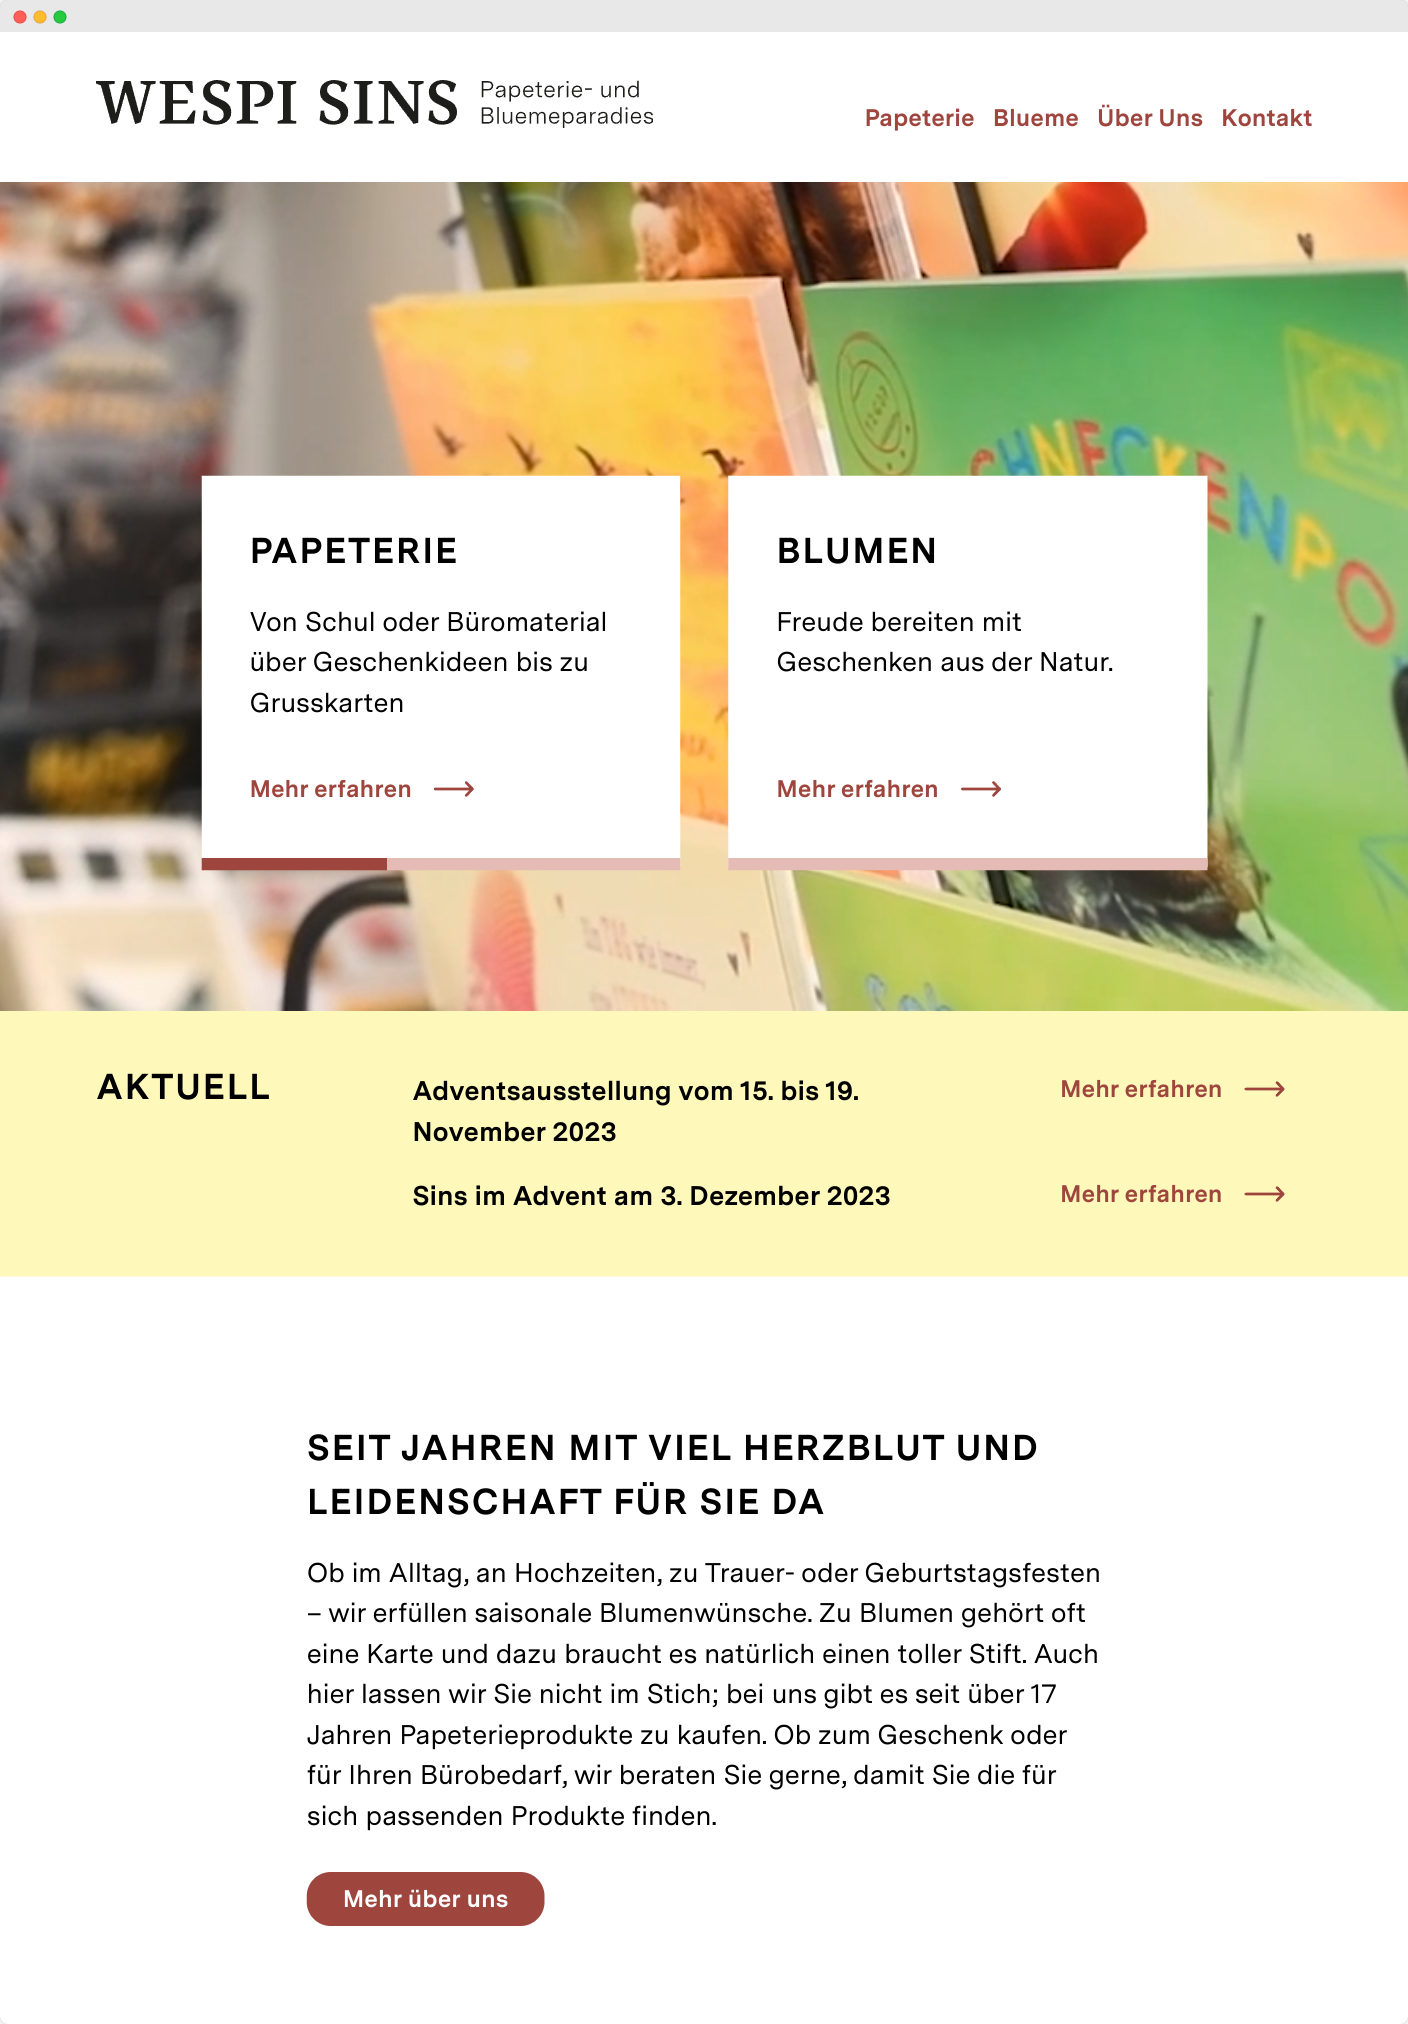 WESPI SINS
Papeterie- und
Bluemeparadies
Papeterie Blueme Über Uns Kontakt
CHNECKENPO
PAPETERIE
Von Schul oder Büromaterial
über Geschenkideen bis zu
Grusskarten
Mehr erfahren
BLUMEN
Freude bereiten mit
Geschenken aus der Natur.
Mehr erfahren
Ein TAG wie immer,
AKTUELL
Adventsausstellung vom 15. bis 19.
November 2023
Mehr erfahren
Sins im Advent am 3. Dezember 2023
Mehr erfahren
SEIT JAHREN MIT VIEL HERZBLUT UND
LEIDENSCHAFT FÜR SIE DA
Ob im Alltag, an Hochzeiten, zu Trauer- oder Geburtstagsfesten
– wir erfüllen saisonale Blumenwünsche. Zu Blumen gehört oft
eine Karte und dazu braucht es natürlich einen toller Stift. Auch
hier lassen wir Sie nicht im Stich; bei uns gibt es seit über 17
Jahren Papeterieprodukte zu kaufen. Ob zum Geschenk oder
für Ihren Bürobedarf, wir beraten Sie gerne, damit Sie die für
sich passenden Produkte finden.
Mehr über uns